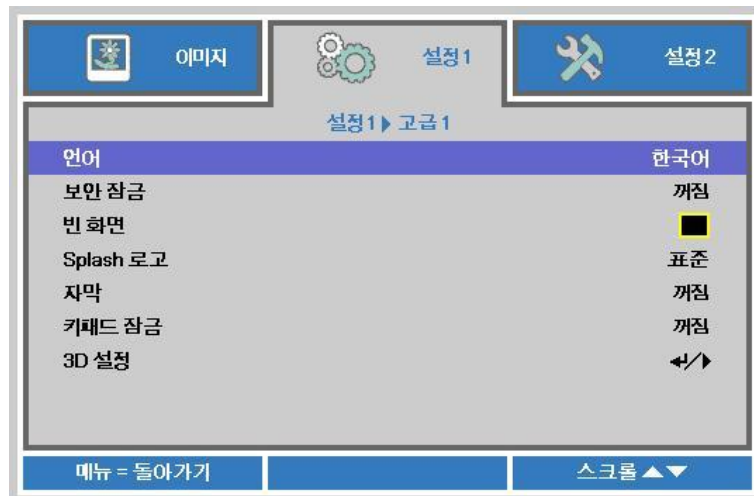 이미지 설정1 설정2
설정1 ▶ 고급1
언어 한국어
보안 잠금 꺼짐
빈 화면
Splash 로고 표준
자막 꺼짐
키패드 잠금 꺼짐
3D 설정 ↵/▶
메뉴 = 돌아가기 스크롤 ▲▼